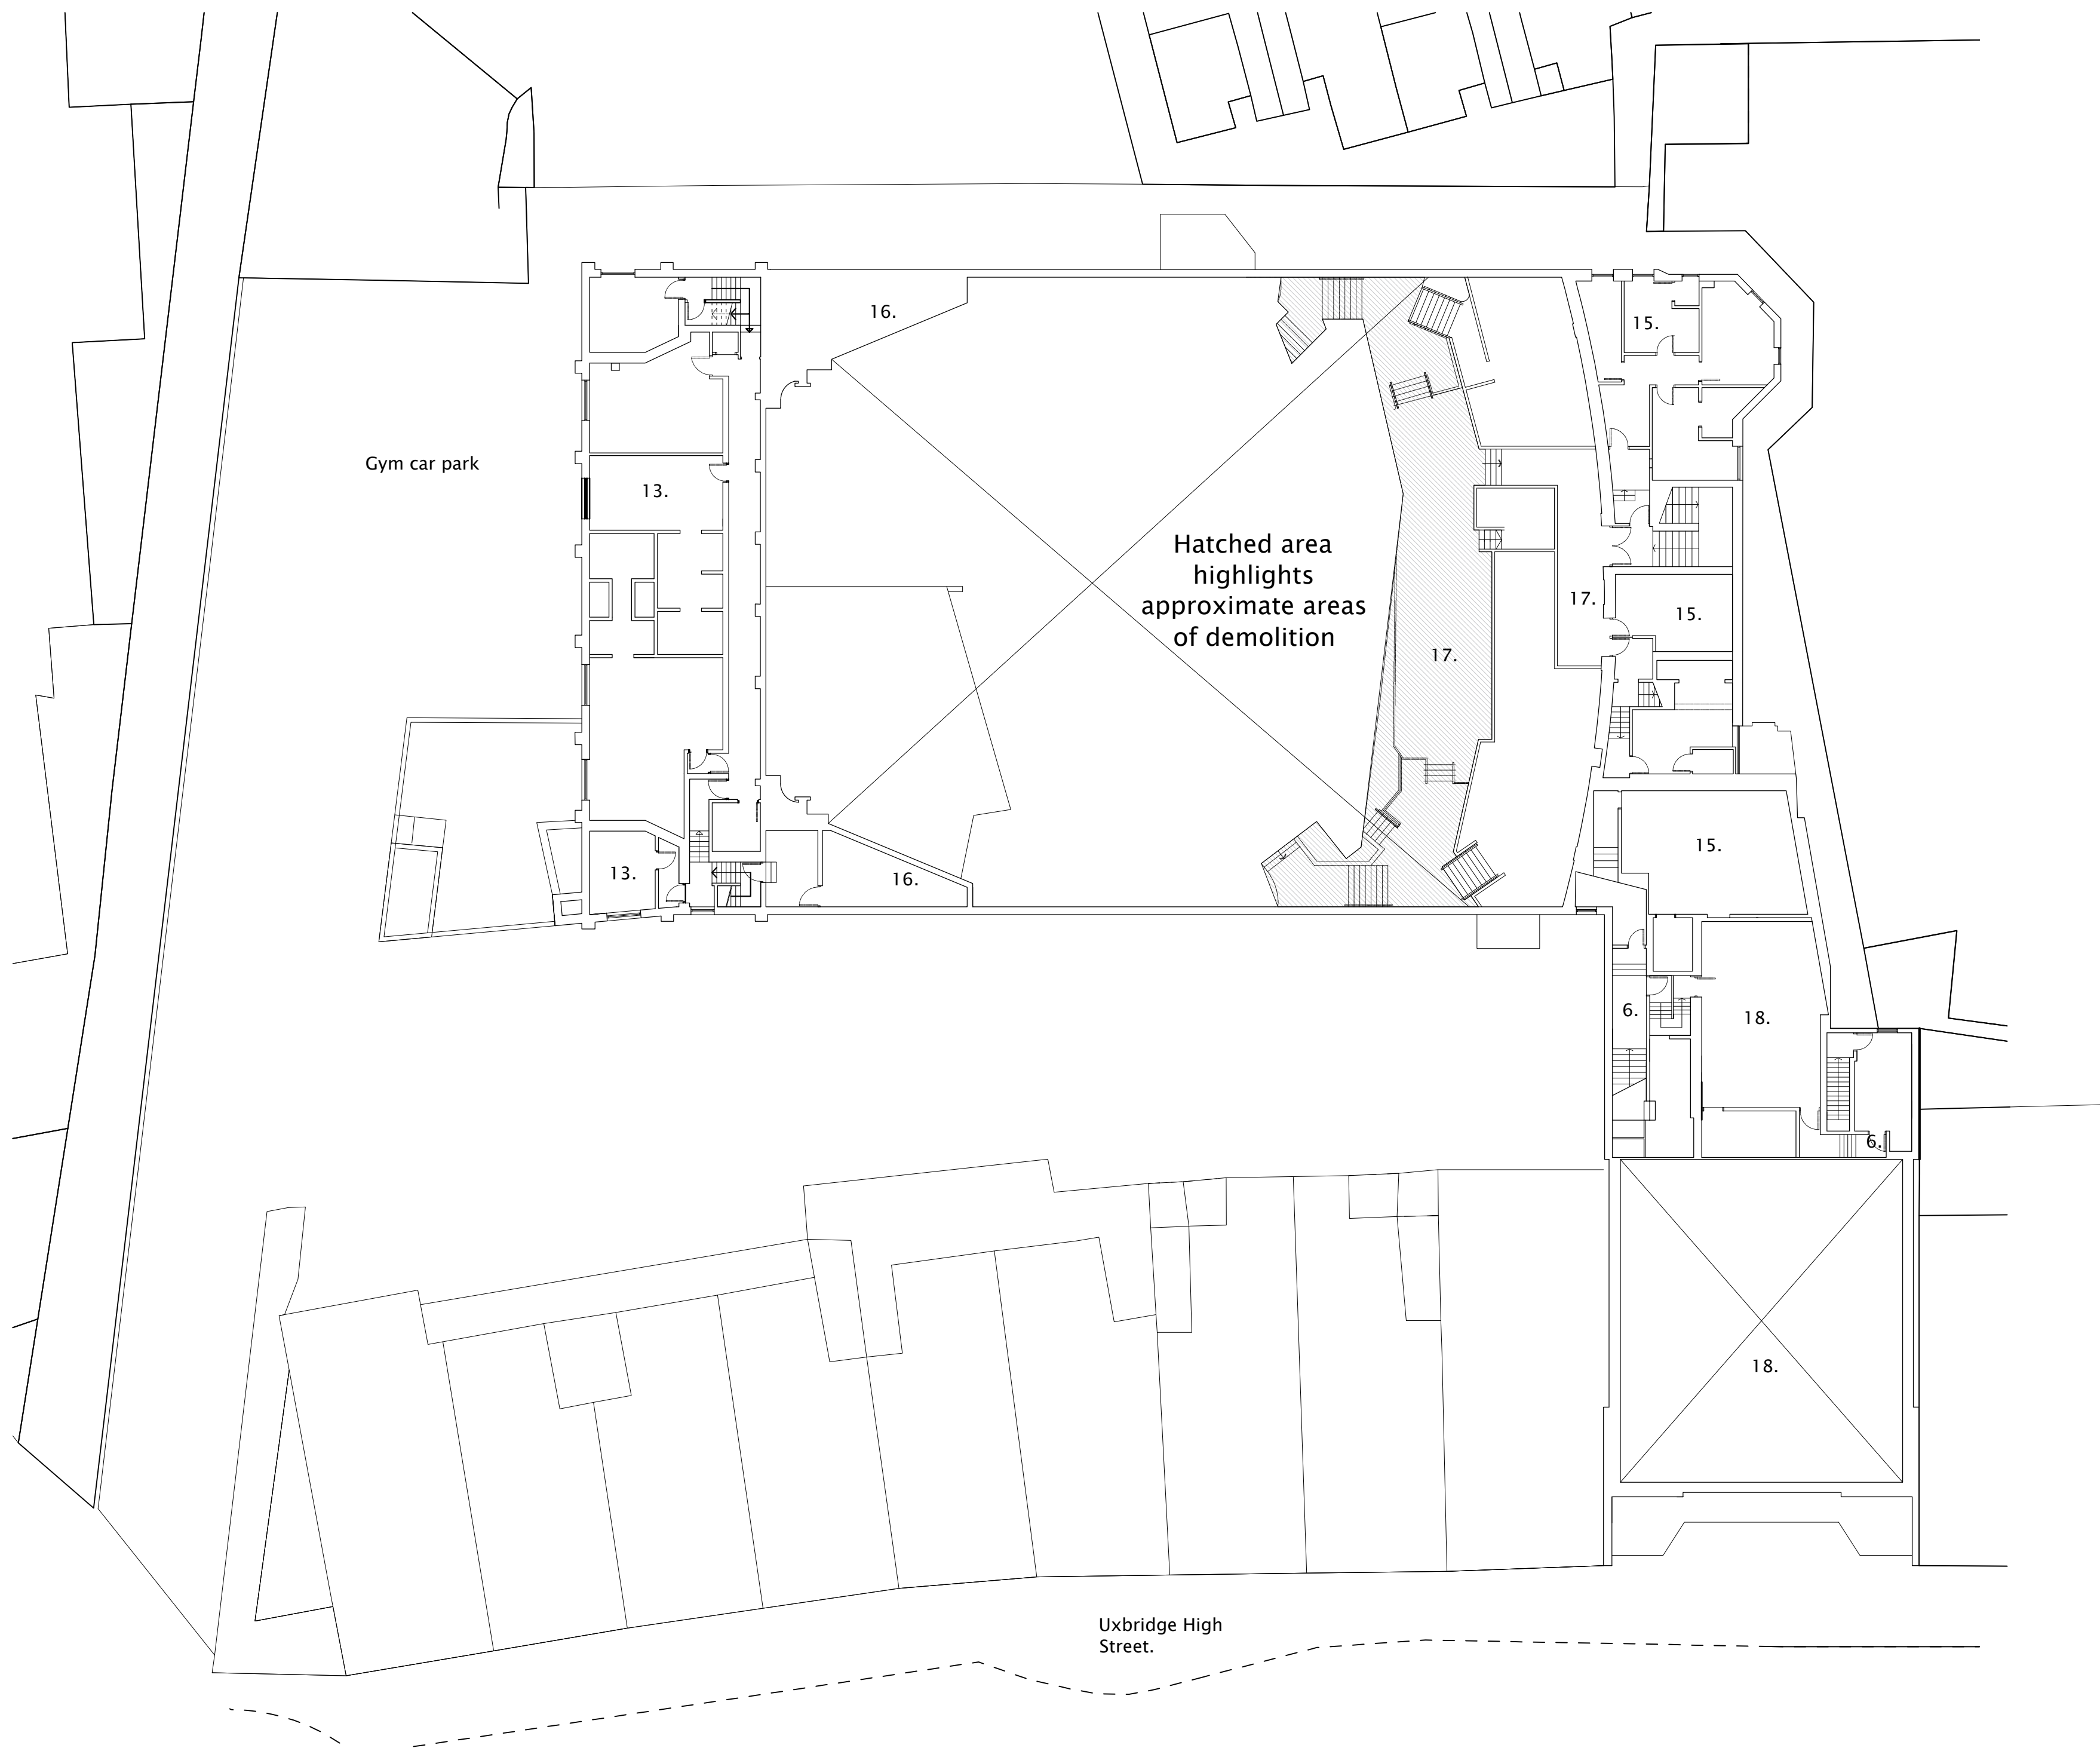 16.
15.
Gym car park
13.
Hatched area
highlights
approximate areas
of demolition
17.
15.
17.
15.
13.
16.
6.
18.
6.
18.
Uxbridge High
Street.